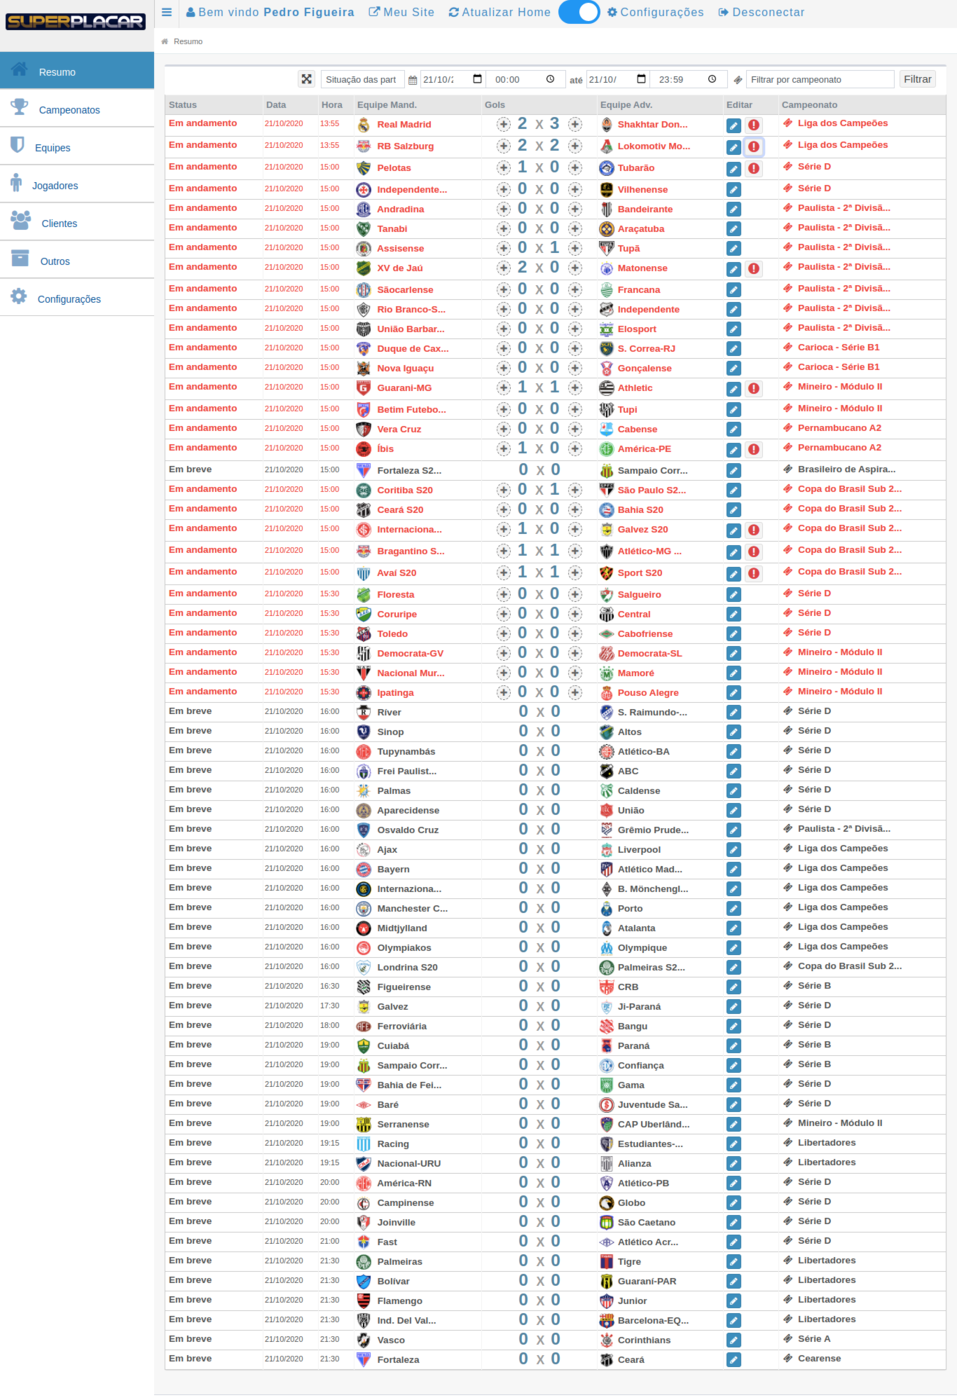 SUPERPLACAR
Bem vindo Pedro Figueira Meu Site Atualizar Home Configurações Desconectar
Resumo
Resumo
Campeonatos
Equipes
Jogadores
Clientes
Outros
Configurações
Situação das part 21/10/ 00:00 até 21/10/ 23:59 Filtrar por campeonato Filtrar
Status Data Hora Equipe Mand. Gols Equipe Adv. Editar Campeonato
Em andamento 21/10/2020 13:55 Real Madrid 2 X 3 Shakhtar Don... Liga dos Campeões
Em andamento 21/10/2020 13:55 RB Salzburg 2 X 2 Lokomotiv Mo... Liga dos Campeões
Em andamento 21/10/2020 15:00 Pelotas 1 X 0 Tubarão Série D
Em andamento 21/10/2020 15:00 Independente... 0 X 0 Vilhenense Série D
Em andamento 21/10/2020 15:00 Andradina 0 X 0 Bandeirante Paulista - 2ª Divisã...
Em andamento 21/10/2020 15:00 Tanabi 0 X 0 Araçatuba Paulista - 2ª Divisã...
Em andamento 21/10/2020 15:00 Assisense 0 X 1 Tupã Paulista - 2ª Divisã...
Em andamento 21/10/2020 15:00 XV de Jaú 2 X 0 Matonense Paulista - 2ª Divisã...
Em andamento 21/10/2020 15:00 Sãocarlense 0 X 0 Francana Paulista - 2ª Divisã...
Em andamento 21/10/2020 15:00 Rio Branco-S... 0 X 0 Independente Paulista - 2ª Divisã...
Em andamento 21/10/2020 15:00 União Barbar... 0 X 0 Elosport Paulista - 2ª Divisã...
Em andamento 21/10/2020 15:00 Duque de Cax... 0 X 0 S. Correa-RJ Carioca - Série B1
Em andamento 21/10/2020 15:00 Nova Iguaçu 0 X 0 Gonçalense Carioca - Série B1
Em andamento 21/10/2020 15:00 Guarani-MG 1 X 1 Athletic Mineiro - Módulo II
Em andamento 21/10/2020 15:00 Betim Futebo... 0 X 0 Tupi Mineiro - Módulo II
Em andamento 21/10/2020 15:00 Vera Cruz 0 X 0 Cabense Pernambucano A2
Em andamento 21/10/2020 15:00 Íbis 1 X 0 América-PE Pernambucano A2
Em breve 21/10/2020 15:00 Fortaleza S2... 0 X 0 Sampaio Corr... Brasileiro de Aspira...
Em andamento 21/10/2020 15:00 Coritiba S20 0 X 1 São Paulo S2... Copa do Brasil Sub 2...
Em andamento 21/10/2020 15:00 Ceará S20 0 X 0 Bahia S20 Copa do Brasil Sub 2...
Em andamento 21/10/2020 15:00 Internaciona... 1 X 0 Galvez S20 Copa do Brasil Sub 2...
Em andamento 21/10/2020 15:00 Bragantino S... 1 X 1 Atlético-MG ... Copa do Brasil Sub 2...
Em andamento 21/10/2020 15:00 Avaí S20 1 X 1 Sport S20 Copa do Brasil Sub 2...
Em andamento 21/10/2020 15:30 Floresta 0 X 0 Salgueiro Série D
Em andamento 21/10/2020 15:30 Coruripe 0 X 0 Central Série D
Em andamento 21/10/2020 15:30 Toledo 0 X 0 Cabofriense Série D
Em andamento 21/10/2020 15:30 Democrata-GV 0 X 0 Democrata-SL Mineiro - Módulo II
Em andamento 21/10/2020 15:30 Nacional Mur... 0 X 0 Mamoré Mineiro - Módulo II
Em andamento 21/10/2020 15:30 Ipatinga 0 X 0 Pouso Alegre Mineiro - Módulo II
Em breve 21/10/2020 16:00 River 0 X 0 S. Raimundo-... Série D
Em breve 21/10/2020 16:00 Sinop 0 X 0 Altos Série D
Em breve 21/10/2020 16:00 Tupynambás 0 X 0 Atlético-BA Série D
Em breve 21/10/2020 16:00 Frei Paulist... 0 X 0 ABC Série D
Em breve 21/10/2020 16:00 Palmas 0 X 0 Caldense Série D
Em breve 21/10/2020 16:00 Aparecidense 0 X 0 União Série D
Em breve 21/10/2020 16:00 Osvaldo Cruz 0 X 0 Grêmio Prude... Paulista - 2ª Divisã...
Em breve 21/10/2020 16:00 Ajax 0 X 0 Liverpool Liga dos Campeões
Em breve 21/10/2020 16:00 Bayern 0 X 0 Atlético Mad... Liga dos Campeões
Em breve 21/10/2020 16:00 Internaziona... 0 X 0 B. Mönchengl... Liga dos Campeões
Em breve 21/10/2020 16:00 Manchester C... 0 X 0 Porto Liga dos Campeões
Em breve 21/10/2020 16:00 Midtjylland 0 X 0 Atalanta Liga dos Campeões
Em breve 21/10/2020 16:00 Olympiakos 0 X 0 Olympique Liga dos Campeões
Em breve 21/10/2020 16:00 Londrina S20 0 X 0 Palmeiras S2... Copa do Brasil Sub 2...
Em breve 21/10/2020 16:30 Figueirense 0 X 0 CRB Série B
Em breve 21/10/2020 17:30 Galvez 0 X 0 Ji-Paraná Série D
Em breve 21/10/2020 18:00 Ferroviária 0 X 0 Bangu Série D
Em breve 21/10/2020 19:00 Cuiabá 0 X 0 Paraná Série B
Em breve 21/10/2020 19:00 Sampaio Corr... 0 X 0 Confiança Série B
Em breve 21/10/2020 19:00 Bahia de Fei... 0 X 0 Gama Série D
Em breve 21/10/2020 19:00 Baré 0 X 0 Juventude Sa... Série D
Em breve 21/10/2020 19:00 Serranense 0 X 0 CAP Uberlând... Mineiro - Módulo II
Em breve 21/10/2020 19:15 Racing 0 X 0 Estudiantes-... Libertadores
Em breve 21/10/2020 19:15 Nacional-URU 0 X 0 Alianza Libertadores
Em breve 21/10/2020 20:00 América-RN 0 X 0 Atlético-PB Série D
Em breve 21/10/2020 20:00 Campinense 0 X 0 Globo Série D
Em breve 21/10/2020 20:00 Joinville 0 X 0 São Caetano Série D
Em breve 21/10/2020 21:00 Fast 0 X 0 Atlético Acr... Série D
Em breve 21/10/2020 21:30 Palmeiras 0 X 0 Tigre Libertadores
Em breve 21/10/2020 21:30 Bolívar 0 X 0 Guaraní-PAR Libertadores
Em breve 21/10/2020 21:30 Flamengo 0 X 0 Junior Libertadores
Em breve 21/10/2020 21:30 Ind. Del Val... 0 X 0 Barcelona-EQ... Libertadores
Em breve 21/10/2020 21:30 Vasco 0 X 0 Corinthians Série A
Em breve 21/10/2020 21:30 Fortaleza 0 X 0 Ceará Cearense